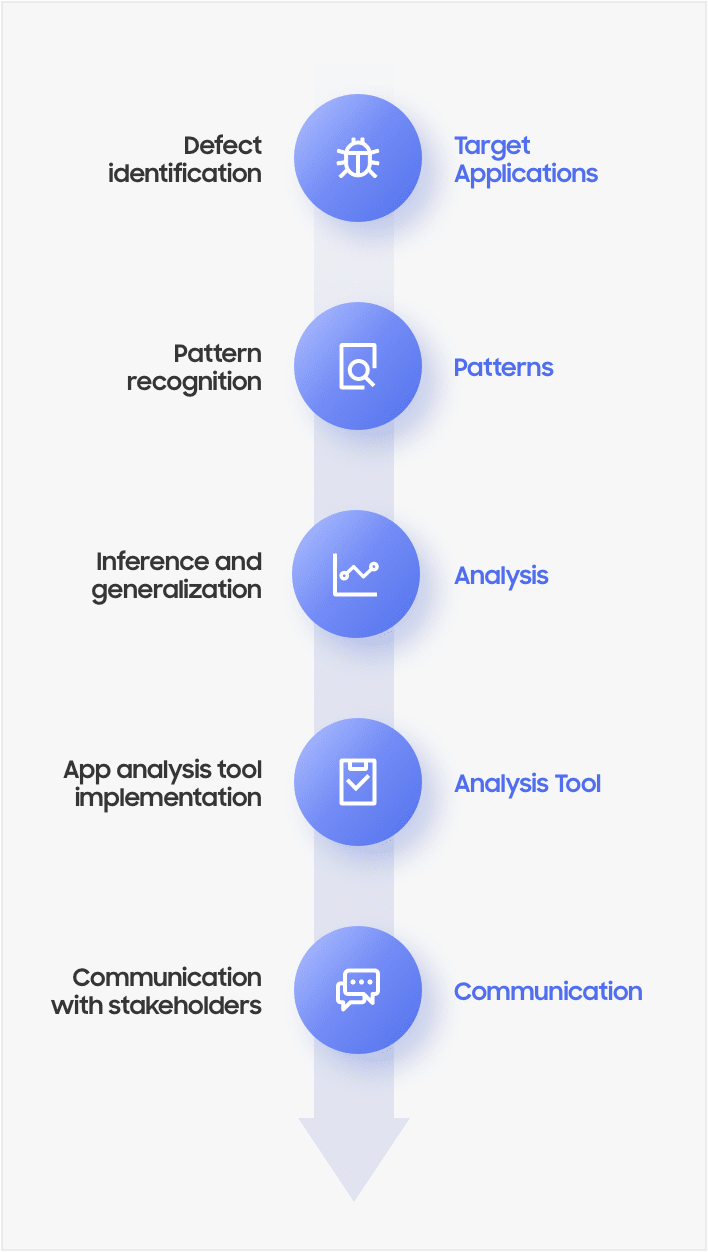 Defect
identification
Target
Applications
Pattern
recognition
Patterns
Inference and
generalization
Analysis
App analysis tool
implementation
Analysis Tool
Communication
with stakeholders
Communication